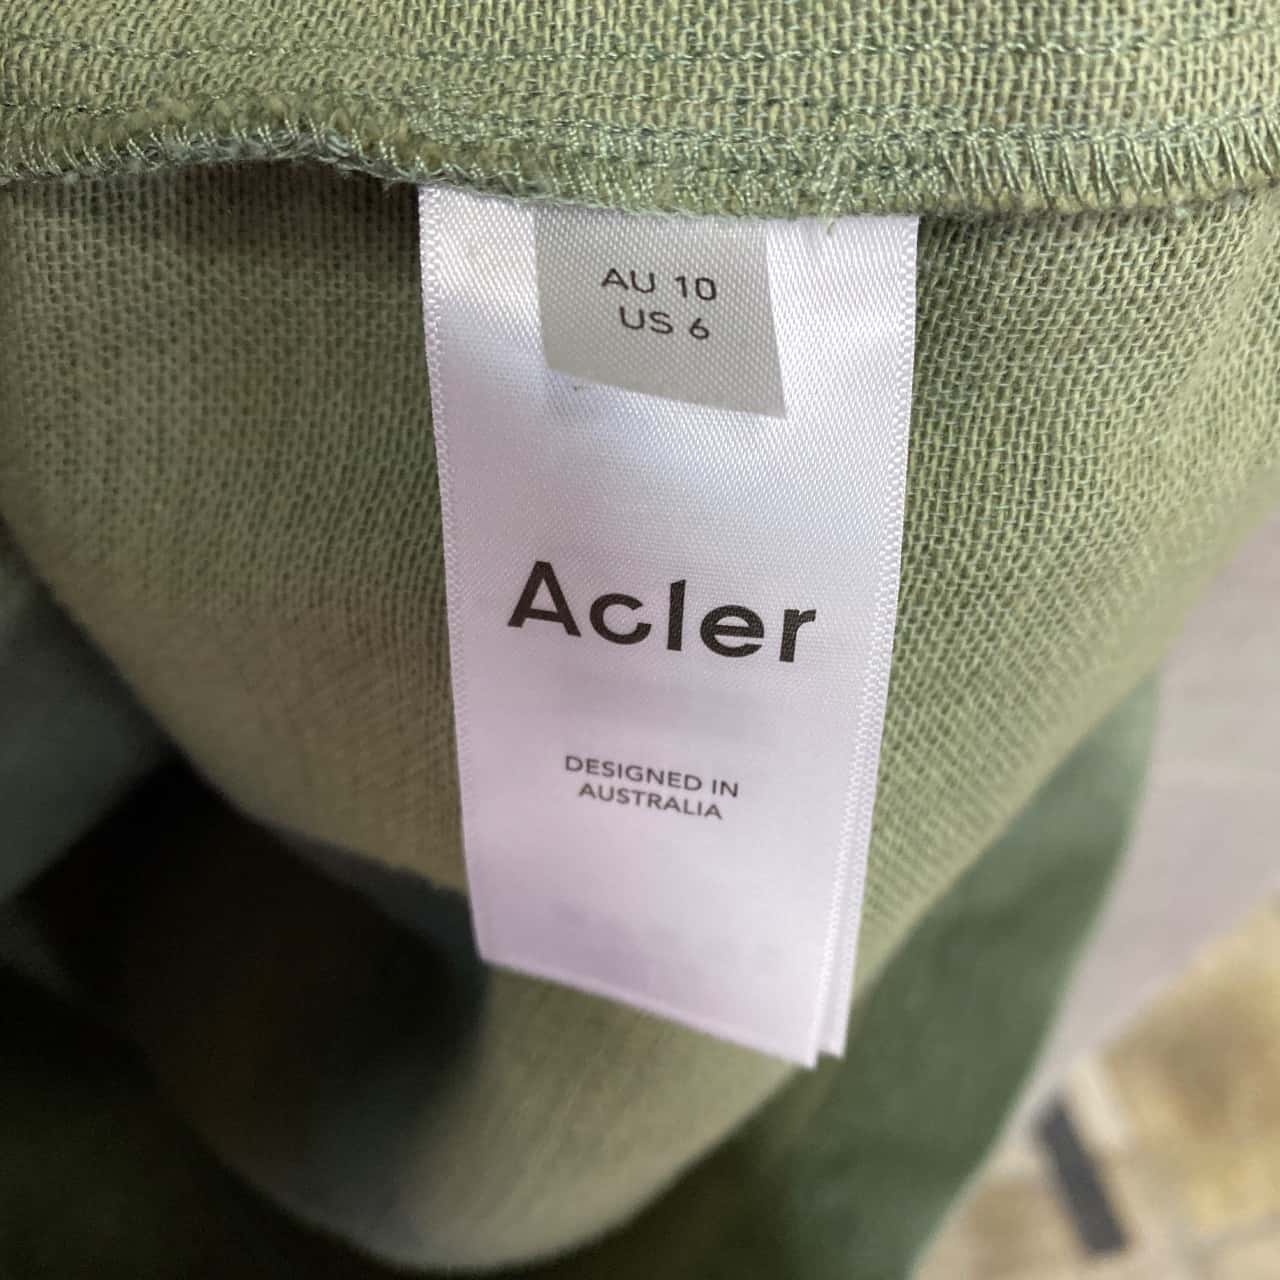 AU 10
US 6
Acler
DESIGNED IN
AUSTRALIA